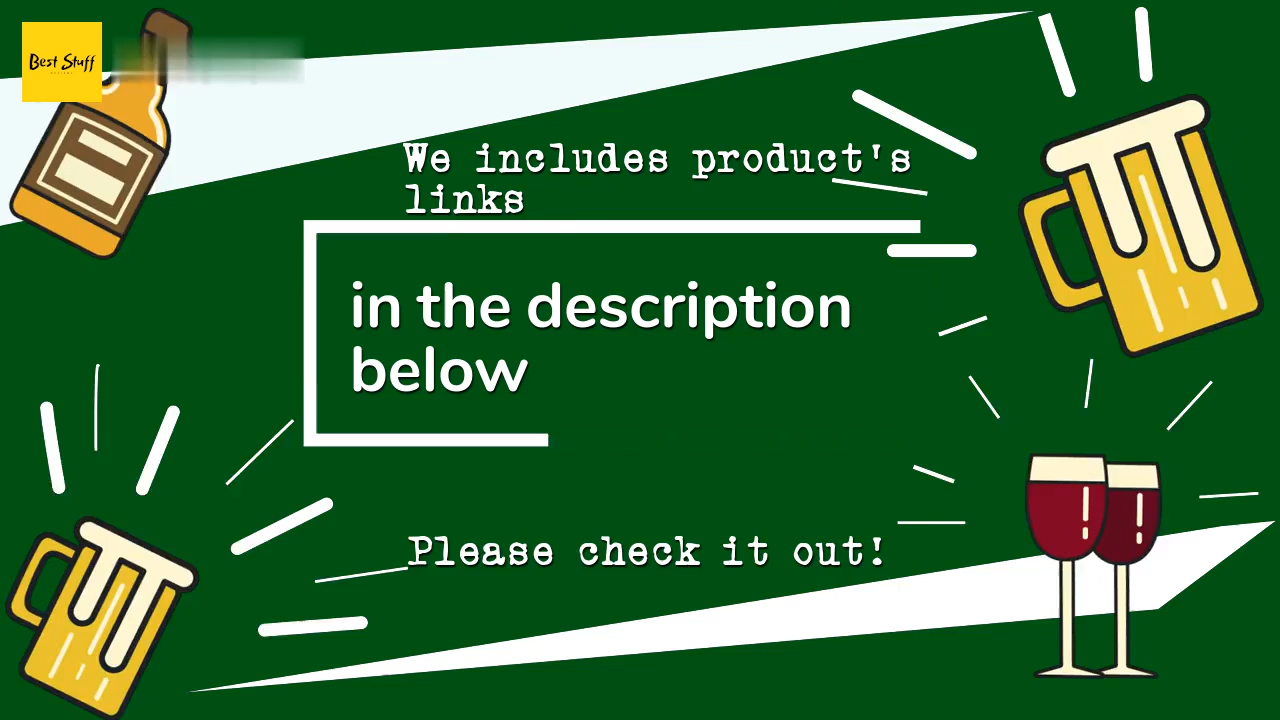 Best Stuff
We includes product's
links
in the description
below
Please check it out!